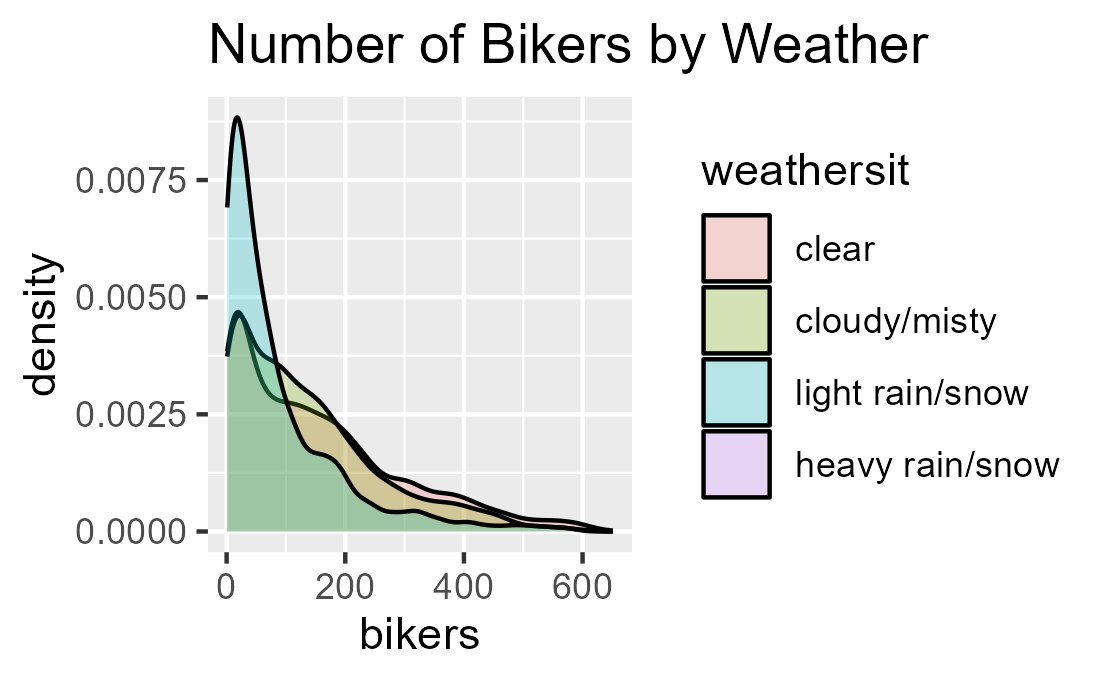 Number of Bikers by Weather
density
0.0075
0.0050
0.0025
0.0000
0 200 400 600
bikers
weathersit
clear
cloudy/misty
light rain/snow
heavy rain/snow